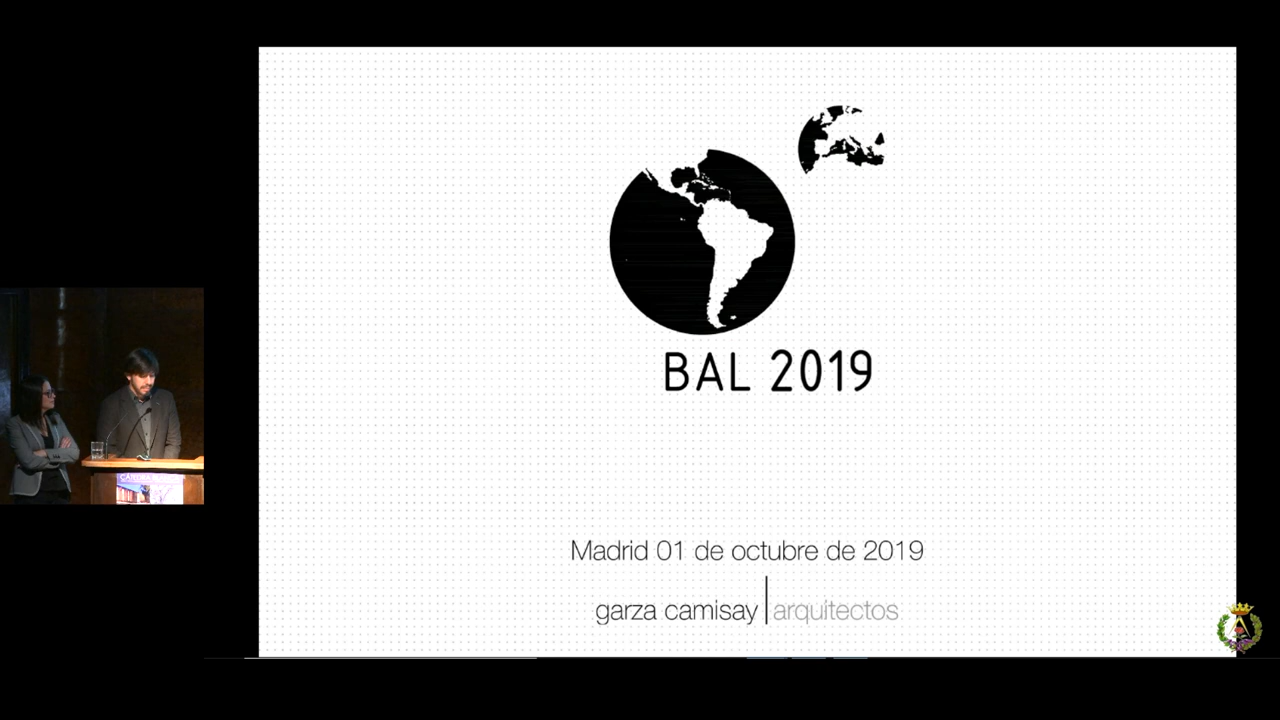 BAL 2019
Madrid 01 de octubre de 2019
garza camisay | arquitectos